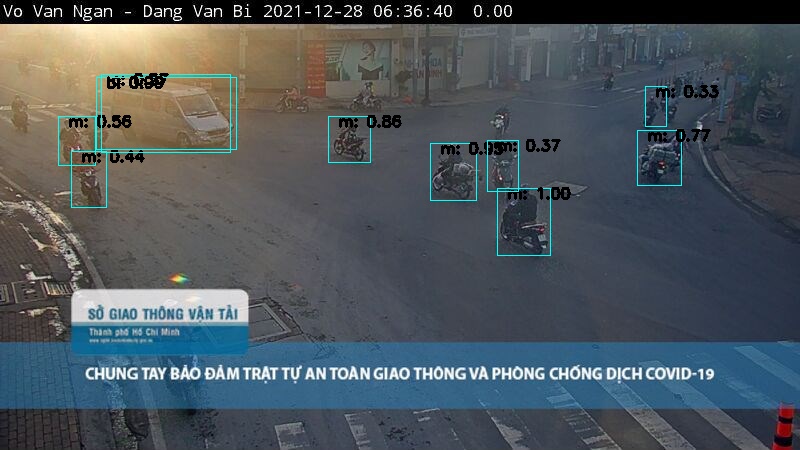 Vo Van Ngan - Dang Van Bi 2021-12-28 06:36:40 0.00
m: 0.33
m: 0.56
m: 0.86
m: 0.77
m: 0.37
m: 0.44
m: 1.00
SỞ GIAO THÔNG VẬN TẢI
Thành phố Hồ Chí Minh
CHUNG TAY BẢO ĐẢM TRẬT TỰ AN TOÀN GIAO THÔNG VÀ PHÒNG CHỐNG DỊCH COVID-19